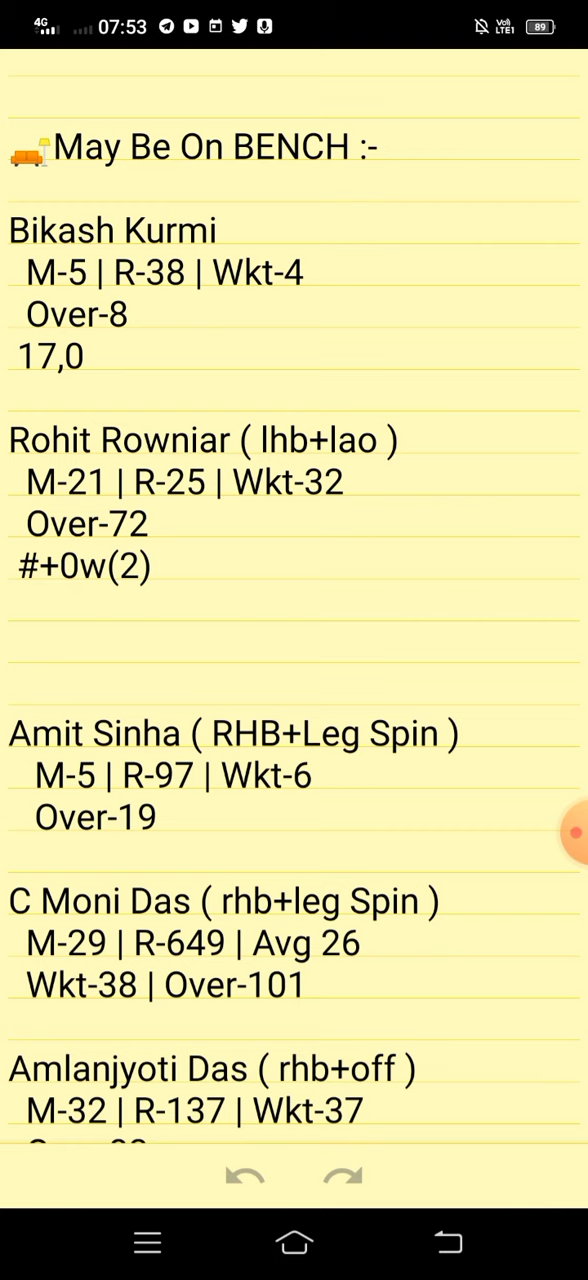 4G 07:53 Vo)) LTE1 89
May Be On BENCH :-
Bikash Kurmi
M-5 | R-38 | Wkt-4
Over-8
17,0
Rohit Rowniar ( lhb+lao )
M-21 | R-25 | Wkt-32
Over-72
#+0w(2)
Amit Sinha ( RHB+Leg Spin )
M-5 | R-97 | Wkt-6
Over-19
C Moni Das ( rhb+leg Spin )
M-29 | R-649 | Avg 26
Wkt-38 | Over-101
Amlanjyoti Das ( rhb+off )
M-32 | R-137 | Wkt-37